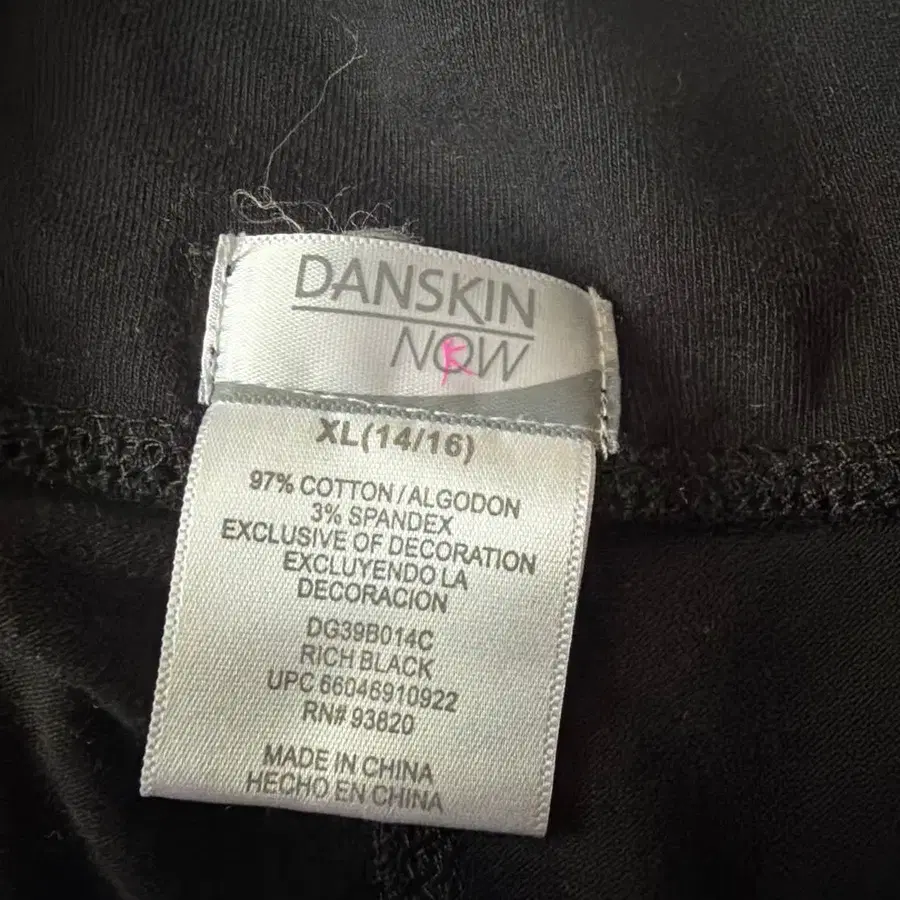 DANSKIN
NOW
K
XL(14/16)
97% COTTON/ALGODON
3% SPANDEX
EXCLUSIVE OF DECORATION
EXCLUYENDO LA
DECORACION
DG39B014C
RICH BLACK
UPC 66046910922
RN# 93820
MADE IN CHINA
HECHO EN CHINA